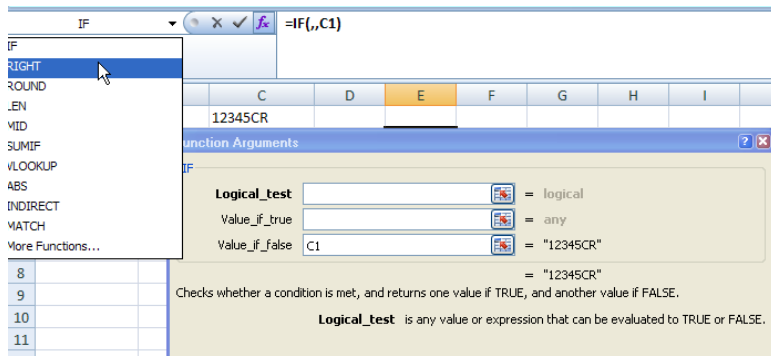 IF =IF(,,C1)
IF
RIGHT
ROUND
LEN
MID
SUMIF
VLOOKUP
ABS
INDIRECT
MATCH
More Functions...
C D E F G H I
12345CR
Function Arguments
IF
Logical_test = logical
Value_if_true = any
Value_if_false C1 = "12345CR"
= "12345CR"
Checks whether a condition is met, and returns one value if TRUE, and another value if FALSE.
Logical_test is any value or expression that can be evaluated to TRUE or FALSE.
8
9
10
11